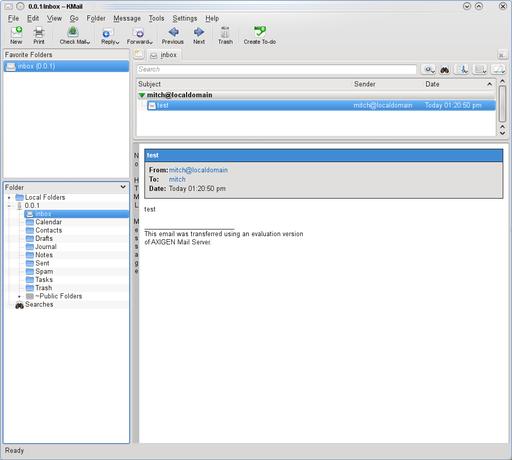 0.0.1/inbox – KMail
File Edit View Go Folder Message Tools Settings Help
New Print Check Mail Reply Forward Previous Next Trash Create To-do
Favorite Folders
inbox (0.0.1)
inbox
Search
Subject Sender Date
mitch@localdomain
test mitch@localdomain Today 01:20:50 pm
Folder
Local Folders
0.0.1
inbox
Calendar
Contacts
Drafts
Journal
Notes
Sent
Spam
Tasks
Trash
~Public Folders
Searches
No HTML Message
test
From: mitch@localdomain
To: mitch
Date: Today 01:20:50 pm
test
This email was transferred using an evaluation version
of AXIGEN Mail Server.
Ready